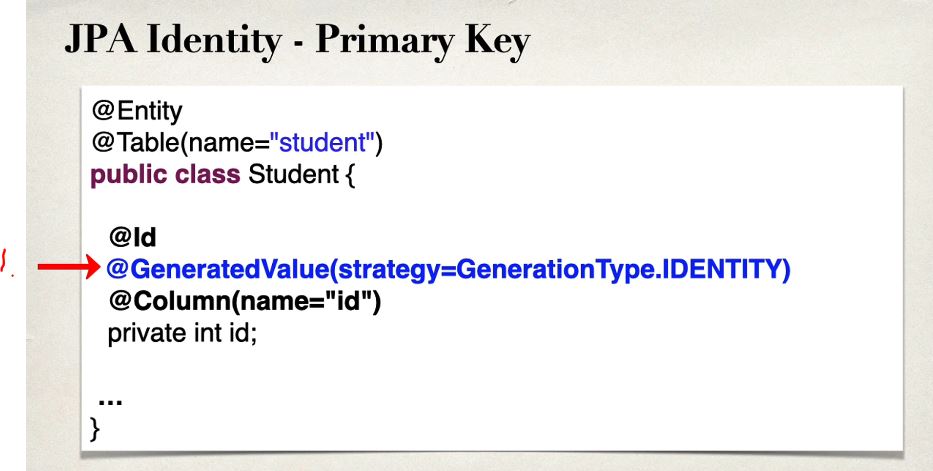 JPA Identity - Primary Key
@Entity
@Table(name="student")
public class Student {
@Id
@GeneratedValue(strategy=GenerationType.IDENTITY)
@Column(name="id")
private int id;
...
}